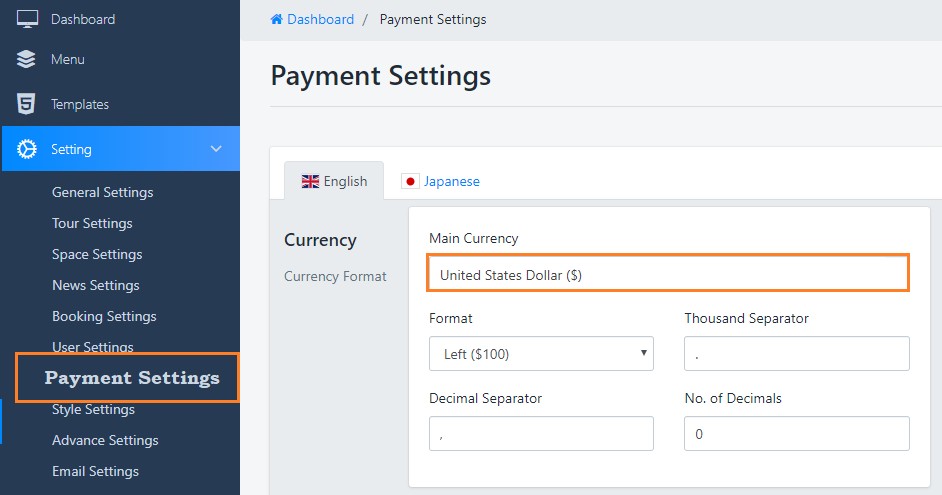 Dashboard
Menu
Templates
Setting
General Settings
Tour Settings
Space Settings
News Settings
Booking Settings
User Settings
Payment Settings
Style Settings
Advance Settings
Email Settings
Dashboard / Payment Settings
Payment Settings
English Japanese
Currency
Currency Format
Main Currency
United States Dollar ($)
Format Thousand Separator
Left ($100) .
Decimal Separator No. of Decimals
, 0